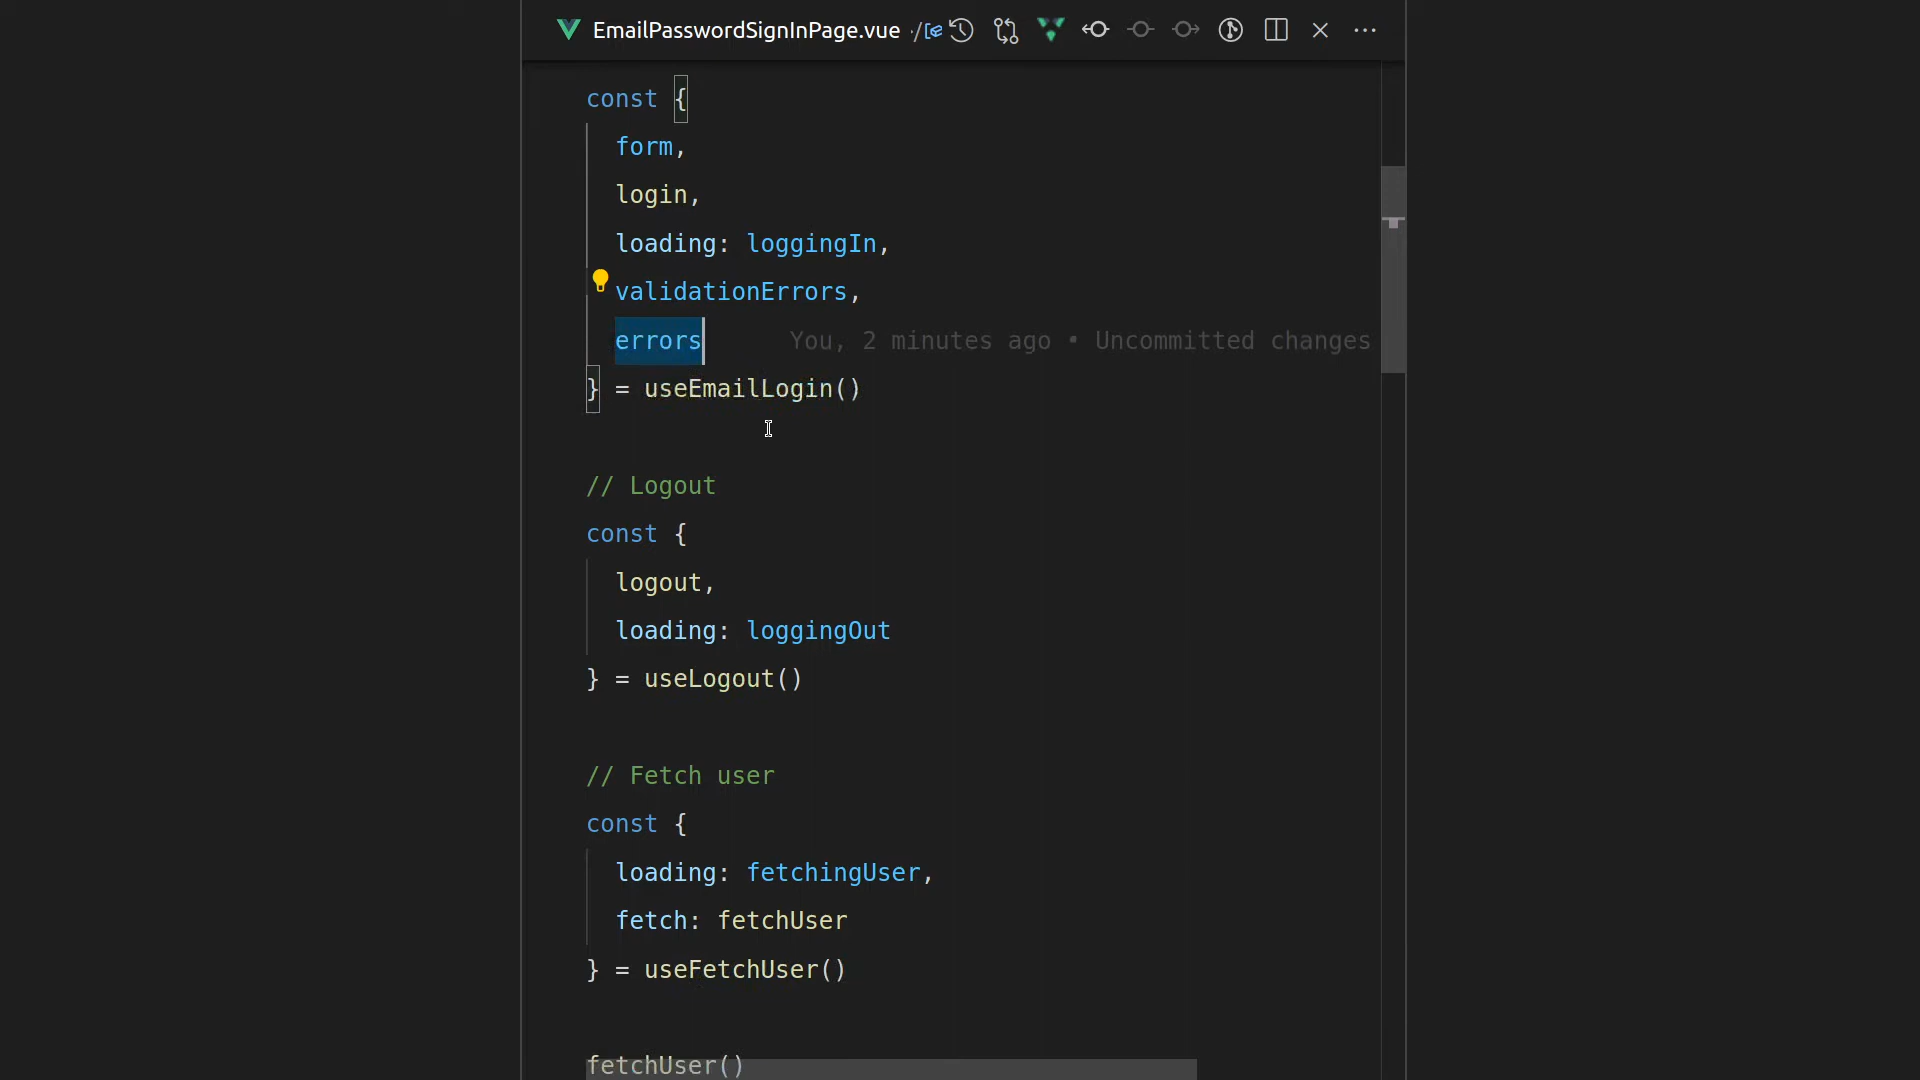 EmailPasswordSignInPage.vue ./
const {
form,
login,
loading: loggingIn,
validationErrors,
errors You, 2 minutes ago • Uncommitted changes
} = useEmailLogin()
// Logout
const {
logout,
loading: loggingOut
} = useLogout()
// Fetch user
const {
loading: fetchingUser,
fetch: fetchUser
} = useFetchUser()
fetchUser()